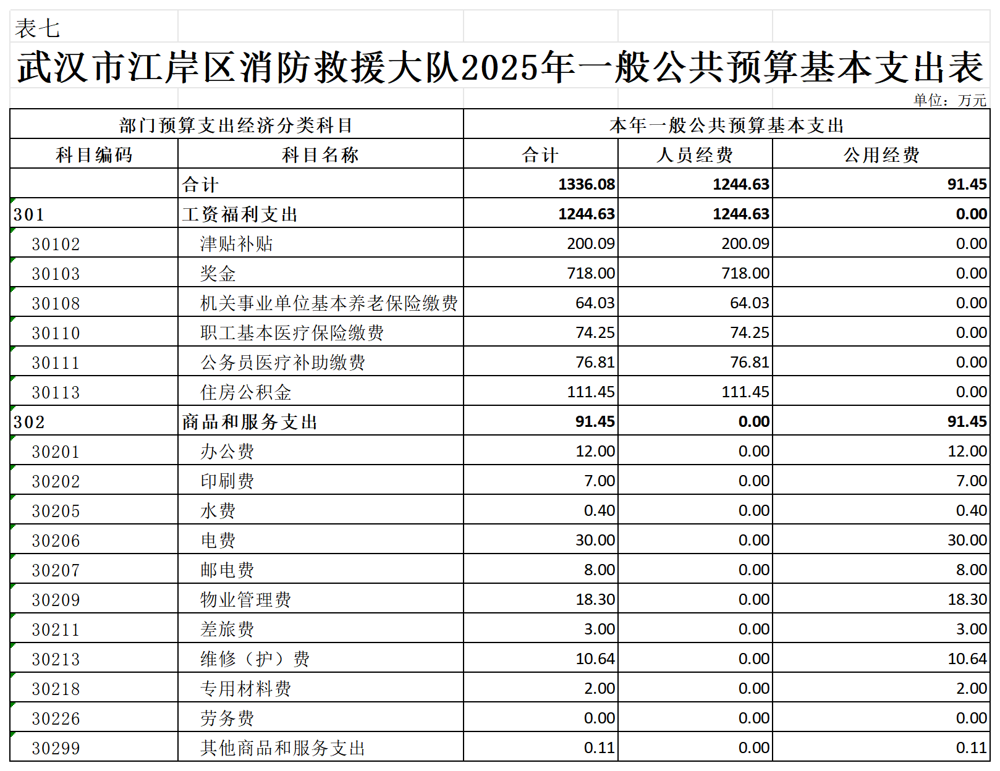 表七
武汉市江岸区消防救援大队2025年一般公共预算基本支出表
单位：万元
部门预算支出经济分类科目 本年一般公共预算基本支出
科目编码 科目名称 合计 人员经费 公用经费
合计 1336.08 1244.63 91.45
301 工资福利支出 1244.63 1244.63 0.00
30102 津贴补贴 200.09 200.09 0.00
30103 奖金 718.00 718.00 0.00
30108 机关事业单位基本养老保险缴费 64.03 64.03 0.00
30110 职工基本医疗保险缴费 74.25 74.25 0.00
30111 公务员医疗补助缴费 76.81 76.81 0.00
30113 住房公积金 111.45 111.45 0.00
302 商品和服务支出 91.45 0.00 91.45
30201 办公费 12.00 0.00 12.00
30202 印刷费 7.00 0.00 7.00
30205 水费 0.40 0.00 0.40
30206 电费 30.00 0.00 30.00
30207 邮电费 8.00 0.00 8.00
30209 物业管理费 18.30 0.00 18.30
30211 差旅费 3.00 0.00 3.00
30213 维修（护）费 10.64 0.00 10.64
30218 专用材料费 2.00 0.00 2.00
30226 劳务费 0.00 0.00 0.00
30299 其他商品和服务支出 0.11 0.00 0.11